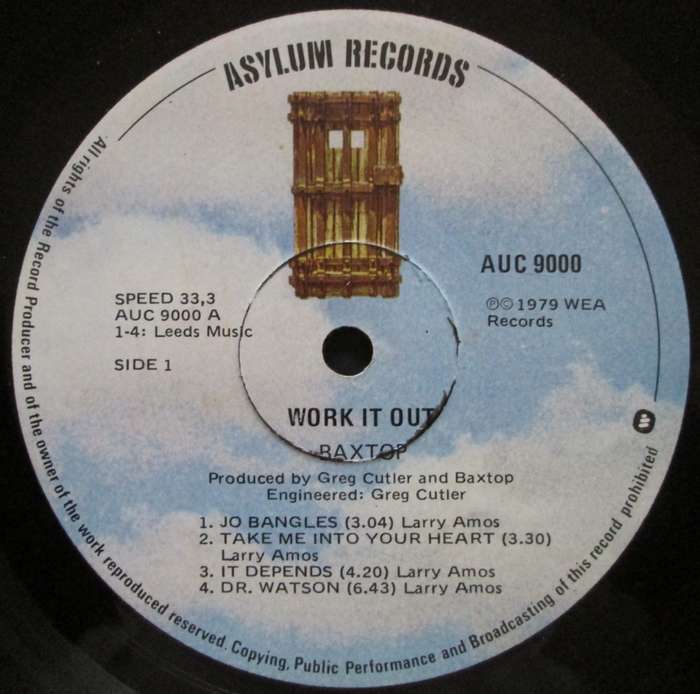 ASYLUM RECORDS
AUC 9000
SPEED 33,3
AUC 9000 A
1-4: Leeds Music
℗© 1979 WEA
Records
SIDE 1
WORK IT OUT
BAXTOP
Produced by Greg Cutler and Baxtop
Engineered: Greg Cutler
1. JO BANGLES (3.04) Larry Amos
2. TAKE ME INTO YOUR HEART (3.30)
Larry Amos
3. IT DEPENDS (4.20) Larry Amos
4. DR. WATSON (6.43) Larry Amos
All rights of the Record Producer and of the owner of the work reproduced reserved. Copying, Public Performance and Broadcasting of this record prohibited